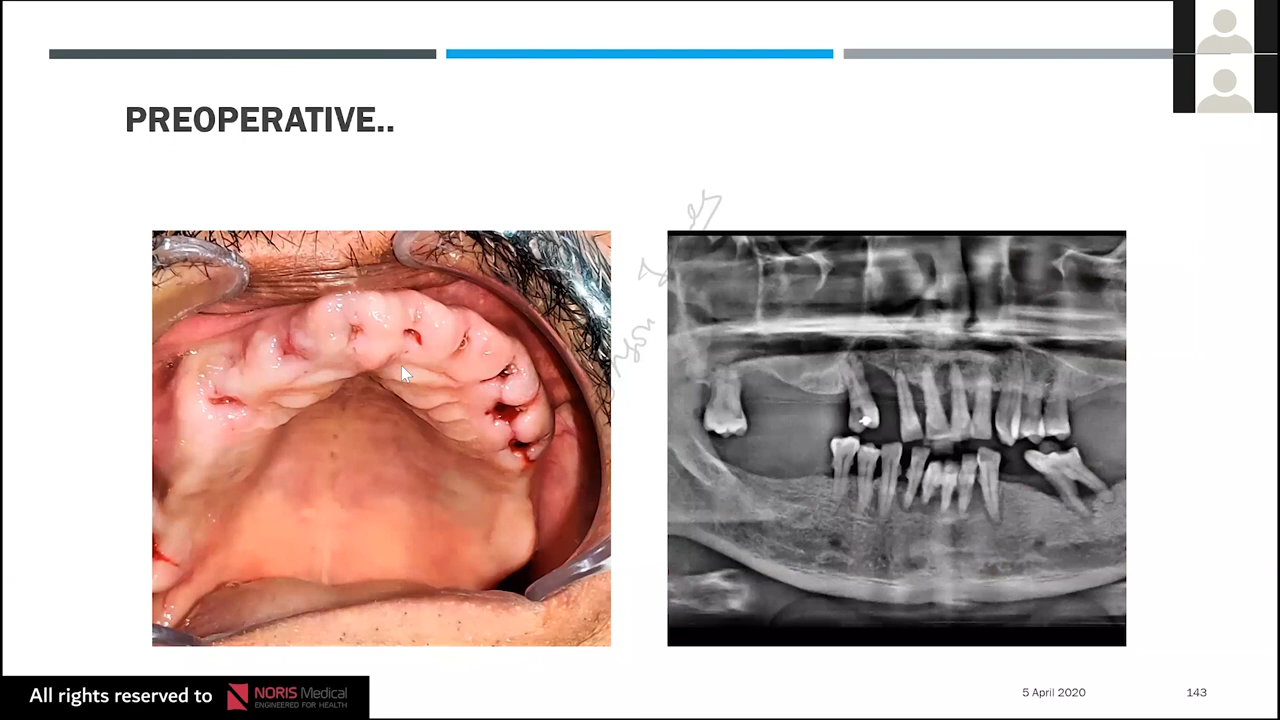 PREOPERATIVE..
All rights reserved to
NORIS Medical
ENGINEERED FOR HEALTH
5 April 2020
143